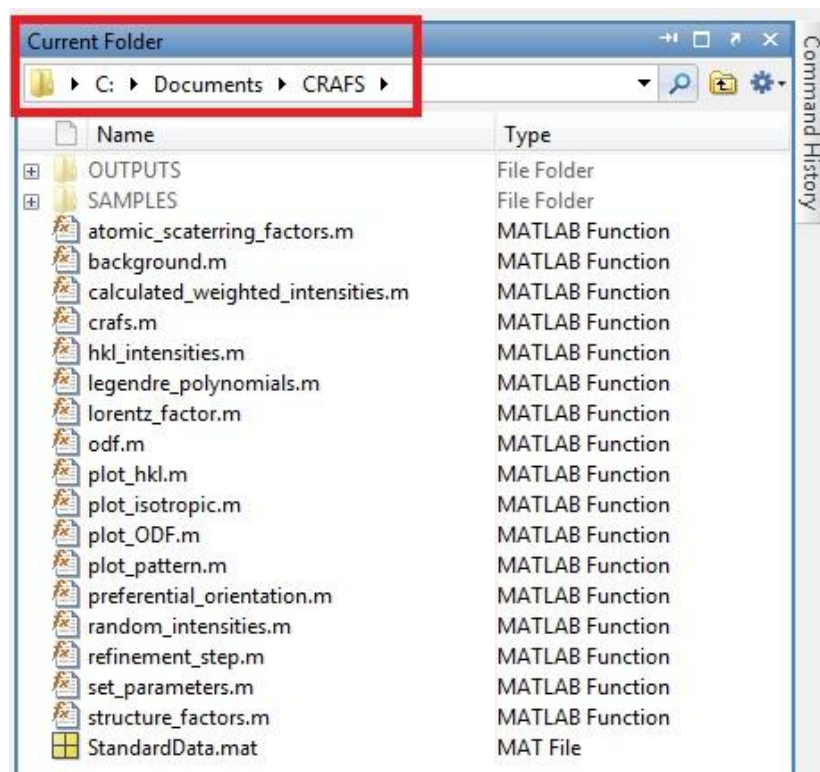 Current Folder
C: Documents CRAFS
Name Type
OUTPUTS File Folder
SAMPLES File Folder
atomic_scaterring_factors.m MATLAB Function
background.m MATLAB Function
calculated_weighted_intensities.m MATLAB Function
crafs.m MATLAB Function
hkl_intensities.m MATLAB Function
legendre_polynomials.m MATLAB Function
lorentz_factor.m MATLAB Function
odf.m MATLAB Function
plot_hkl.m MATLAB Function
plot_isotropic.m MATLAB Function
plot_ODF.m MATLAB Function
plot_pattern.m MATLAB Function
preferential_orientation.m MATLAB Function
random_intensities.m MATLAB Function
refinement_step.m MATLAB Function
set_parameters.m MATLAB Function
structure_factors.m MATLAB Function
StandardData.mat MAT File
Command History